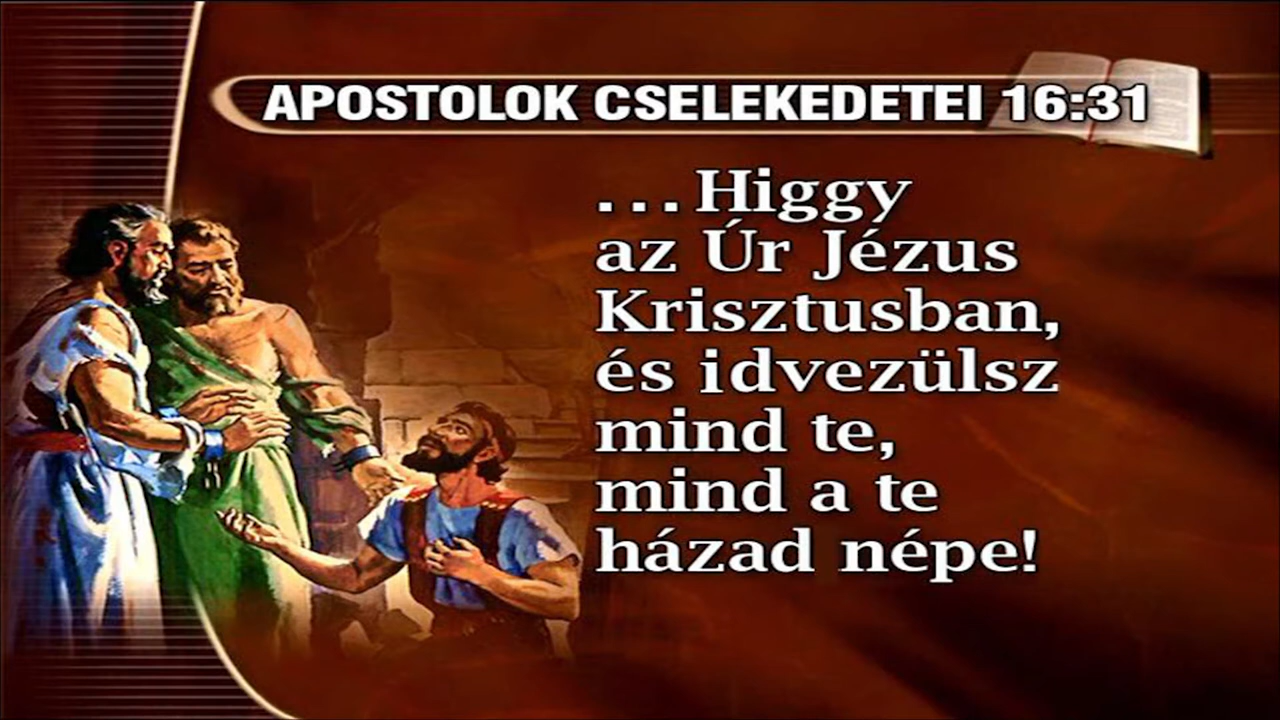 APOSTOLOK CSELEKEDETEI 16:31
...Higgy
az Úr Jézus
Krisztusban,
és idvezülsz
mind te,
mind a te
házad népe!